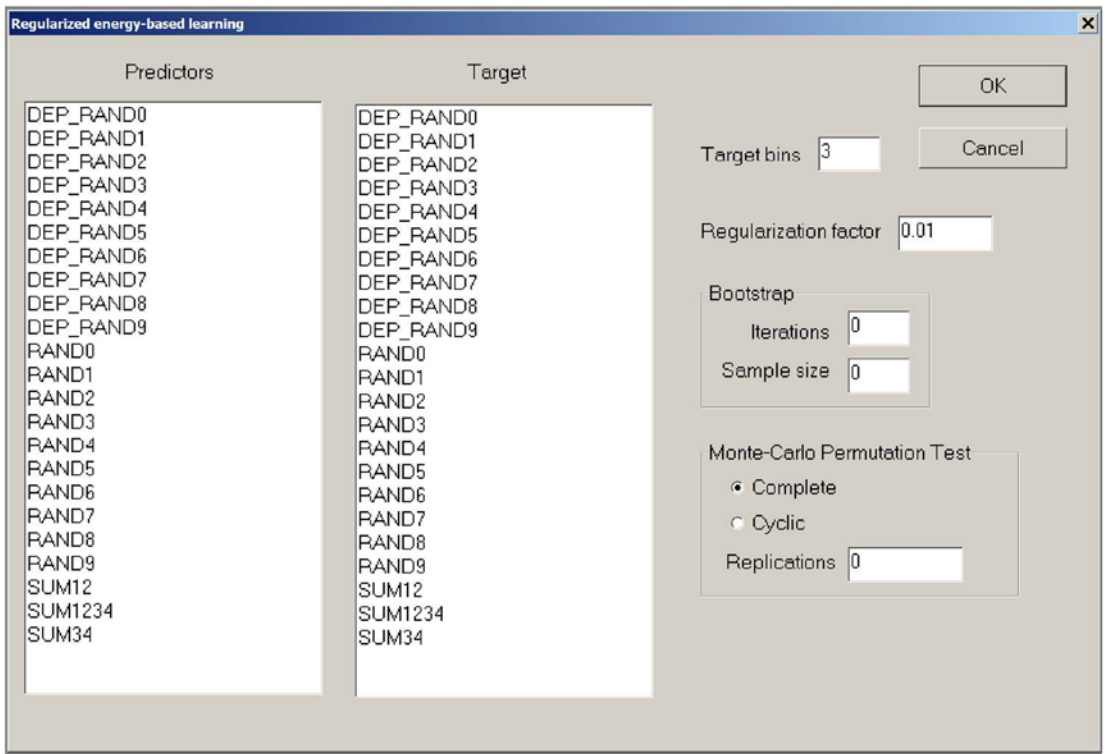 Regularized energy-based learning
Predictors
DEP_RAND0
DEP_RAND1
DEP_RAND2
DEP_RAND3
DEP_RAND4
DEP_RAND5
DEP_RAND6
DEP_RAND7
DEP_RAND8
DEP_RAND9
RAND0
RAND1
RAND2
RAND3
RAND4
RAND5
RAND6
RAND7
RAND8
RAND9
SUM12
SUM1234
SUM34
Target
DEP_RAND0
DEP_RAND1
DEP_RAND2
DEP_RAND3
DEP_RAND4
DEP_RAND5
DEP_RAND6
DEP_RAND7
DEP_RAND8
DEP_RAND9
RAND0
RAND1
RAND2
RAND3
RAND4
RAND5
RAND6
RAND7
RAND8
RAND9
SUM12
SUM1234
SUM34
OK
Cancel
Target bins 3
Regularization factor 0.01
Bootstrap
Iterations 0
Sample size 0
Monte-Carlo Permutation Test
Complete
Cyclic
Replications 0